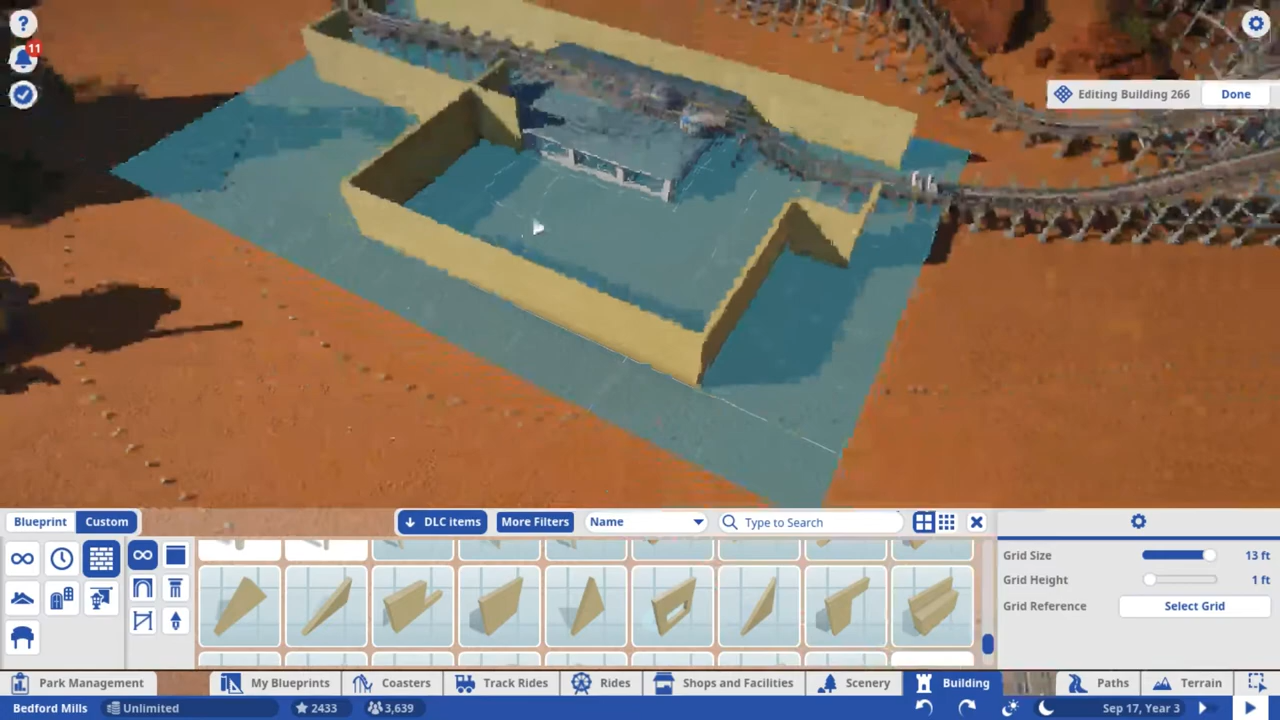 ?
11
Editing Building 266 Done
Blueprint Custom
DLC items More Filters Name Type to Search
Grid Size 13 ft
Grid Height 1 ft
Grid Reference Select Grid
Park Management My Blueprints Coasters Track Rides Rides Shops and Facilities Scenery Building Paths Terrain
Bedford Mills Unlimited 2433 3,639 Sep 17, Year 3